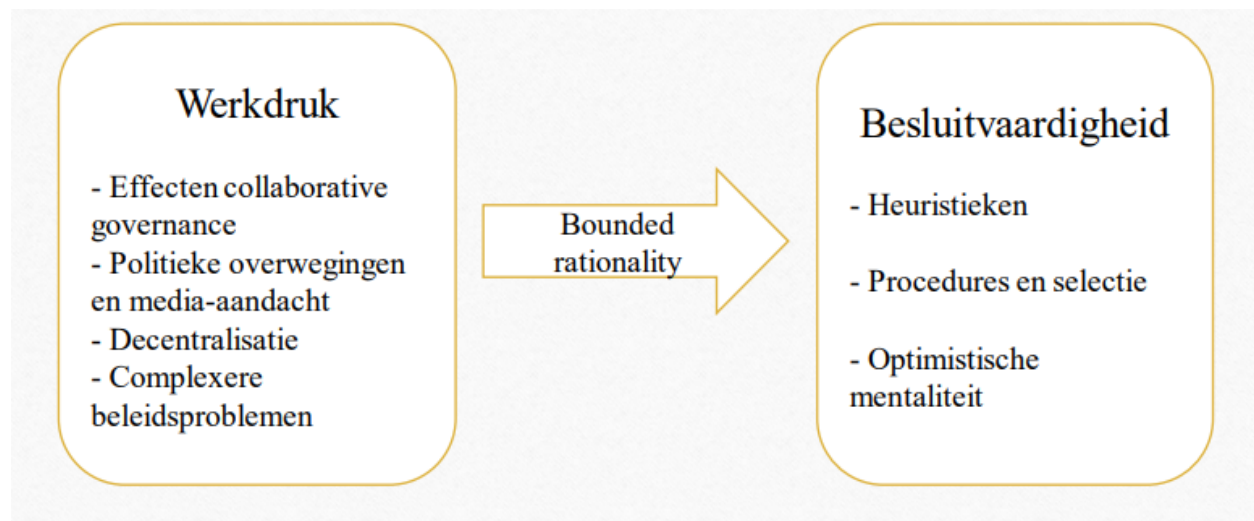 Werkdruk
- Effecten collaborative
governance
- Politieke overwegingen
en media-aandacht
- Decentralisatie
- Complexere
beleidsproblemen
Bounded
rationality
Besluitvaardigheid
- Heuristieken
- Procedures en selectie
- Optimistische
mentaliteit